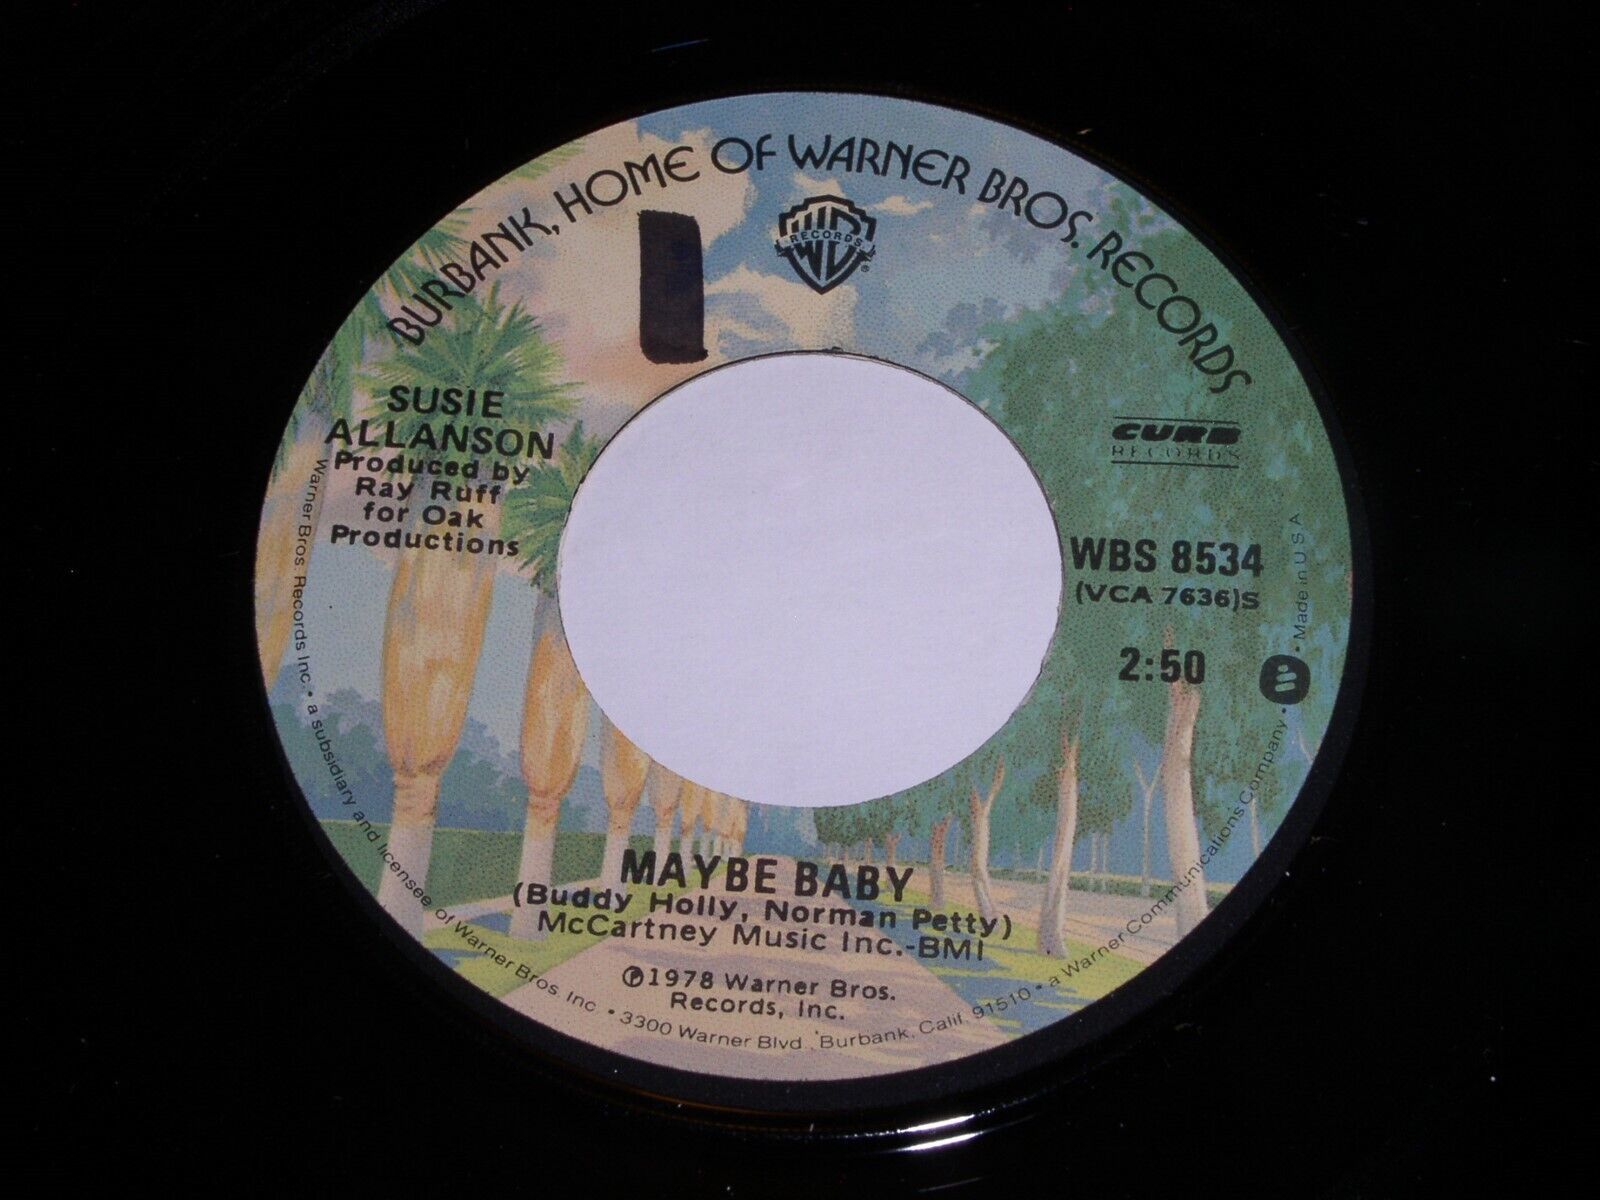 BURBANK, HOME OF WARNER BROS. RECORDS
WB
RECORDS
®
SUSIE
ALLANSON
Produced by
Ray Ruff
for Oak
Productions
CURB
RECORDS
WBS 8534
(VCA 7636)S
2:50
MAYBE BABY
(Buddy Holly, Norman Petty)
McCartney Music Inc.-BMI
℗1978 Warner Bros.
Records, Inc.
Warner Bros. Records Inc. • a subsidiary and licensee of Warner Bros. Inc • 3300 Warner Blvd., Burbank, Calif. 91510 • a Warner Communications Company • • Made in U.S.A